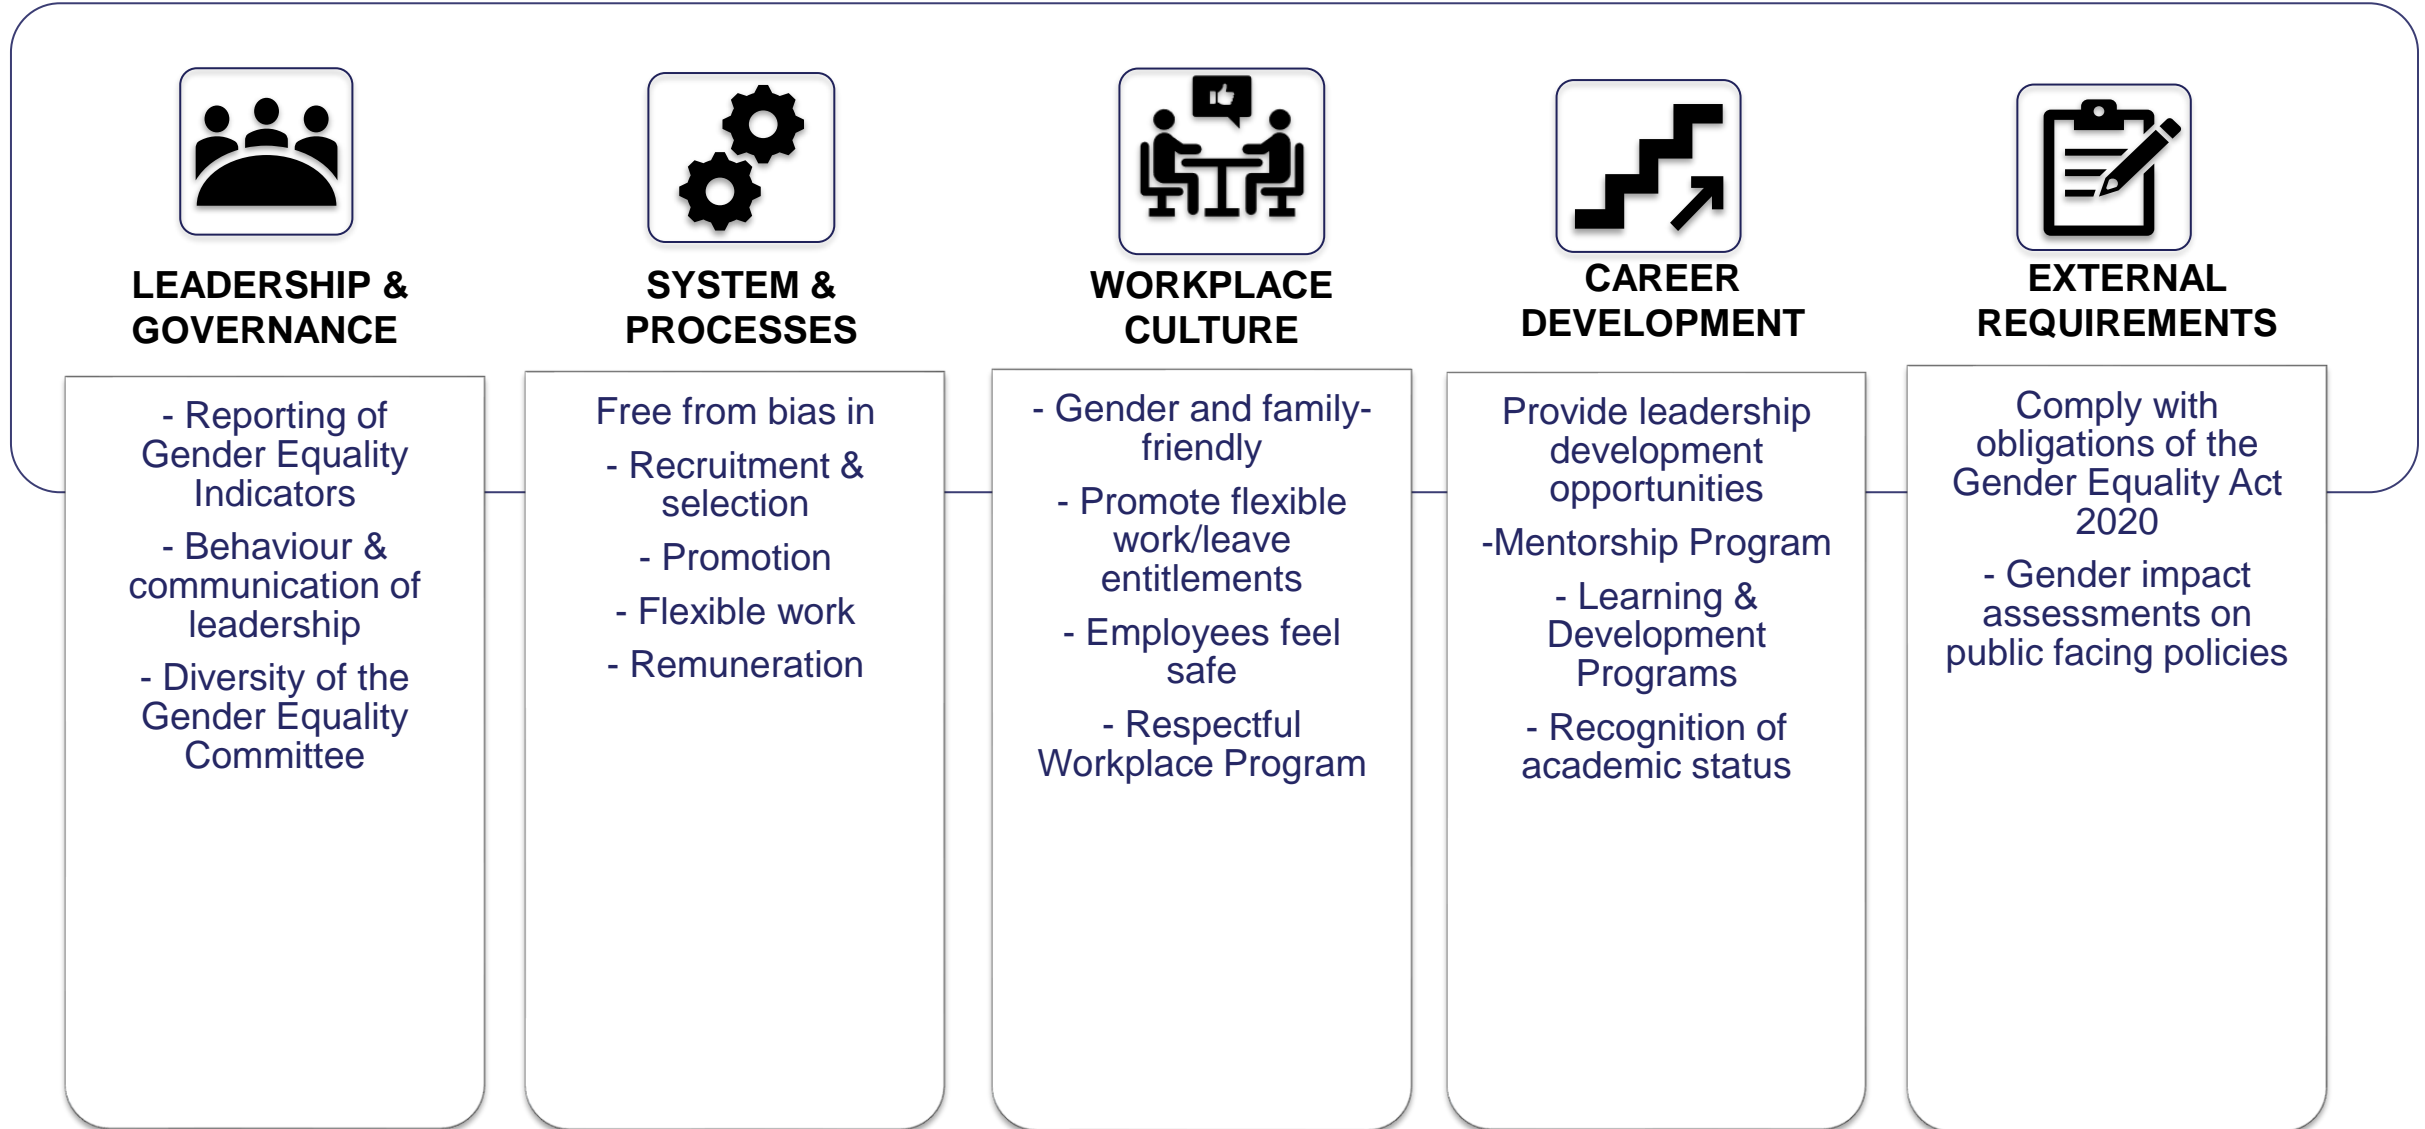 LEADERSHIP &
GOVERNANCE
- Reporting of
Gender Equality
Indicators
- Behaviour &
communication of
leadership
- Diversity of the
Gender Equality
Committee
SYSTEM &
PROCESSES
Free from bias in
- Recruitment &
selection
- Promotion
- Flexible work
- Remuneration
WORKPLACE
CULTURE
- Gender and family-
friendly
- Promote flexible
work/leave
entitlements
- Employees feel
safe
- Respectful
Workplace Program
CAREER
DEVELOPMENT
Provide leadership
development
opportunities
-Mentorship Program
- Learning &
Development
Programs
- Recognition of
academic status
EXTERNAL
REQUIREMENTS
Comply with
obligations of the
Gender Equality Act
2020
- Gender impact
assessments on
public facing policies